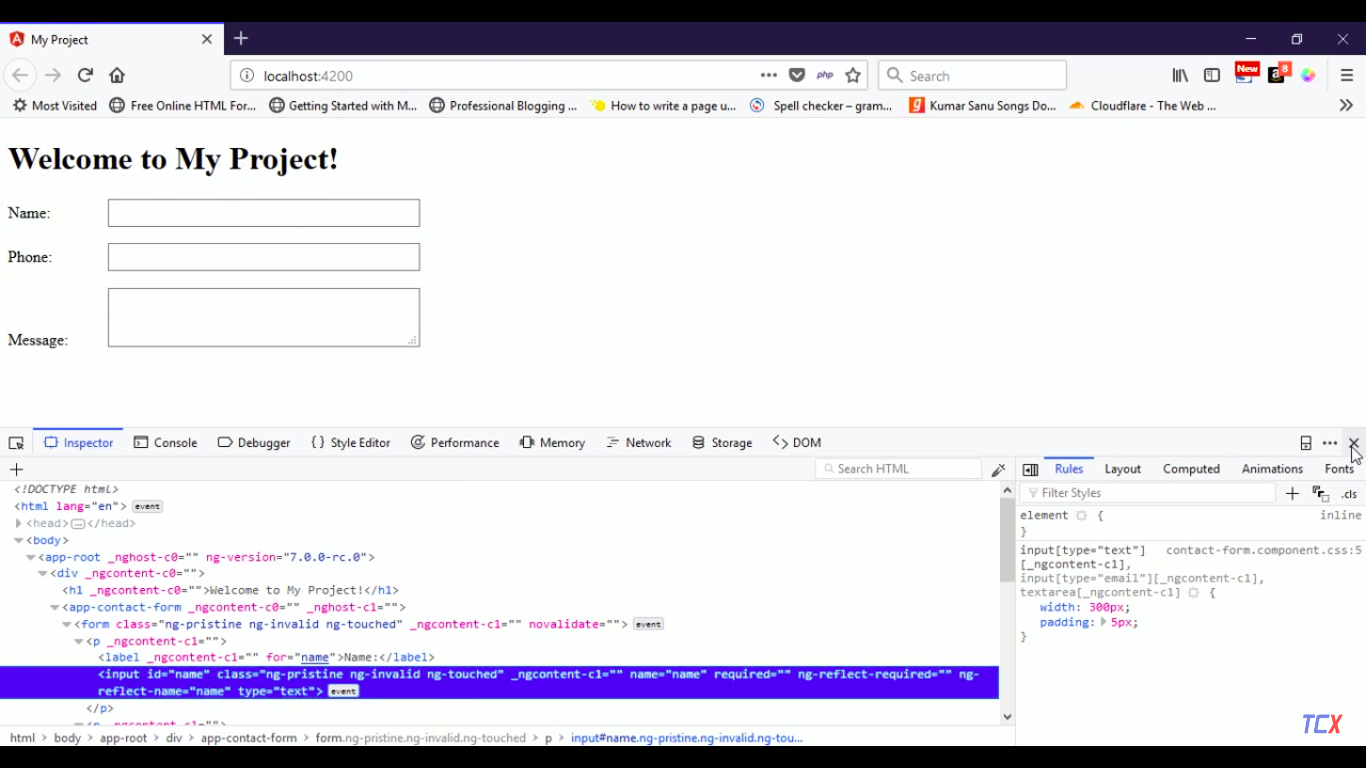 My Project
localhost:4200
php
Search
New
8
Most Visited
Free Online HTML For...
Getting Started with M...
Professional Blogging ...
How to write a page u...
Spell checker – gram...
Kumar Sanu Songs Do...
Cloudflare - The Web ...
Welcome to My Project!
Name:
Phone:
Message:
Inspector
Console
Debugger
{ } Style Editor
Performance
Memory
Network
Storage
DOM
Search HTML
Rules
Layout
Computed
Animations
Fonts
<!DOCTYPE html>
<html lang="en"> event
<head>…</head>
<body>
<app-root _nghost-c0="" ng-version="7.0.0-rc.0">
<div _ngcontent-c0="">
<h1 _ngcontent-c0="">Welcome to My Project!</h1>
<app-contact-form _ngcontent-c0="" _nghost-c1="">
<form class="ng-pristine ng-invalid ng-touched" _ngcontent-c1="" novalidate=""> event
<p _ngcontent-c1="">
<label _ngcontent-c1="" for="name">Name:</label>
<input id="name" class="ng-pristine ng-invalid ng-touched" _ngcontent-c1="" name="name" required="" ng-reflect-required="" ng-
reflect-name="name" type="text"> event
</p>
<p _ngcontent-c1="">
Filter Styles
.cls
element { inline
}
input[type="text"] contact-form.component.css:5
[_ngcontent-c1],
input[type="email"][_ngcontent-c1],
textarea[_ngcontent-c1] {
width: 300px;
padding: 5px;
}
TCX
html > body > app-root > div > app-contact-form > form.ng-pristine.ng-invalid.ng-touched > p > input#name.ng-pristine.ng-invalid.ng-tou...